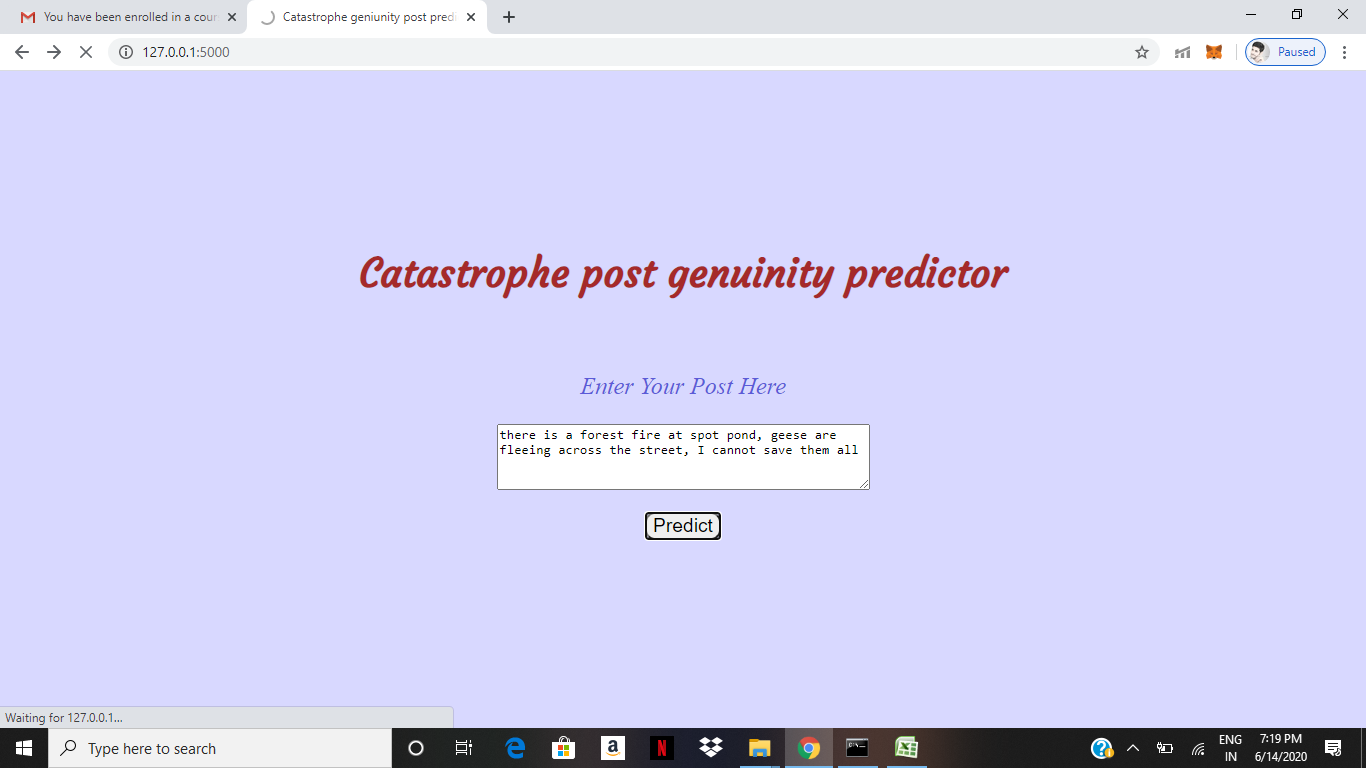 You have been enrolled in a cour
Catastrophe geniunity post predi
127.0.0.1:5000
Paused
Catastrophe post genuinity predictor
Enter Your Post Here
there is a forest fire at spot pond, geese are
fleeing across the street, I cannot save them all
Predict
Waiting for 127.0.0.1...
Type here to search
ENG
IN
7:19 PM
6/14/2020